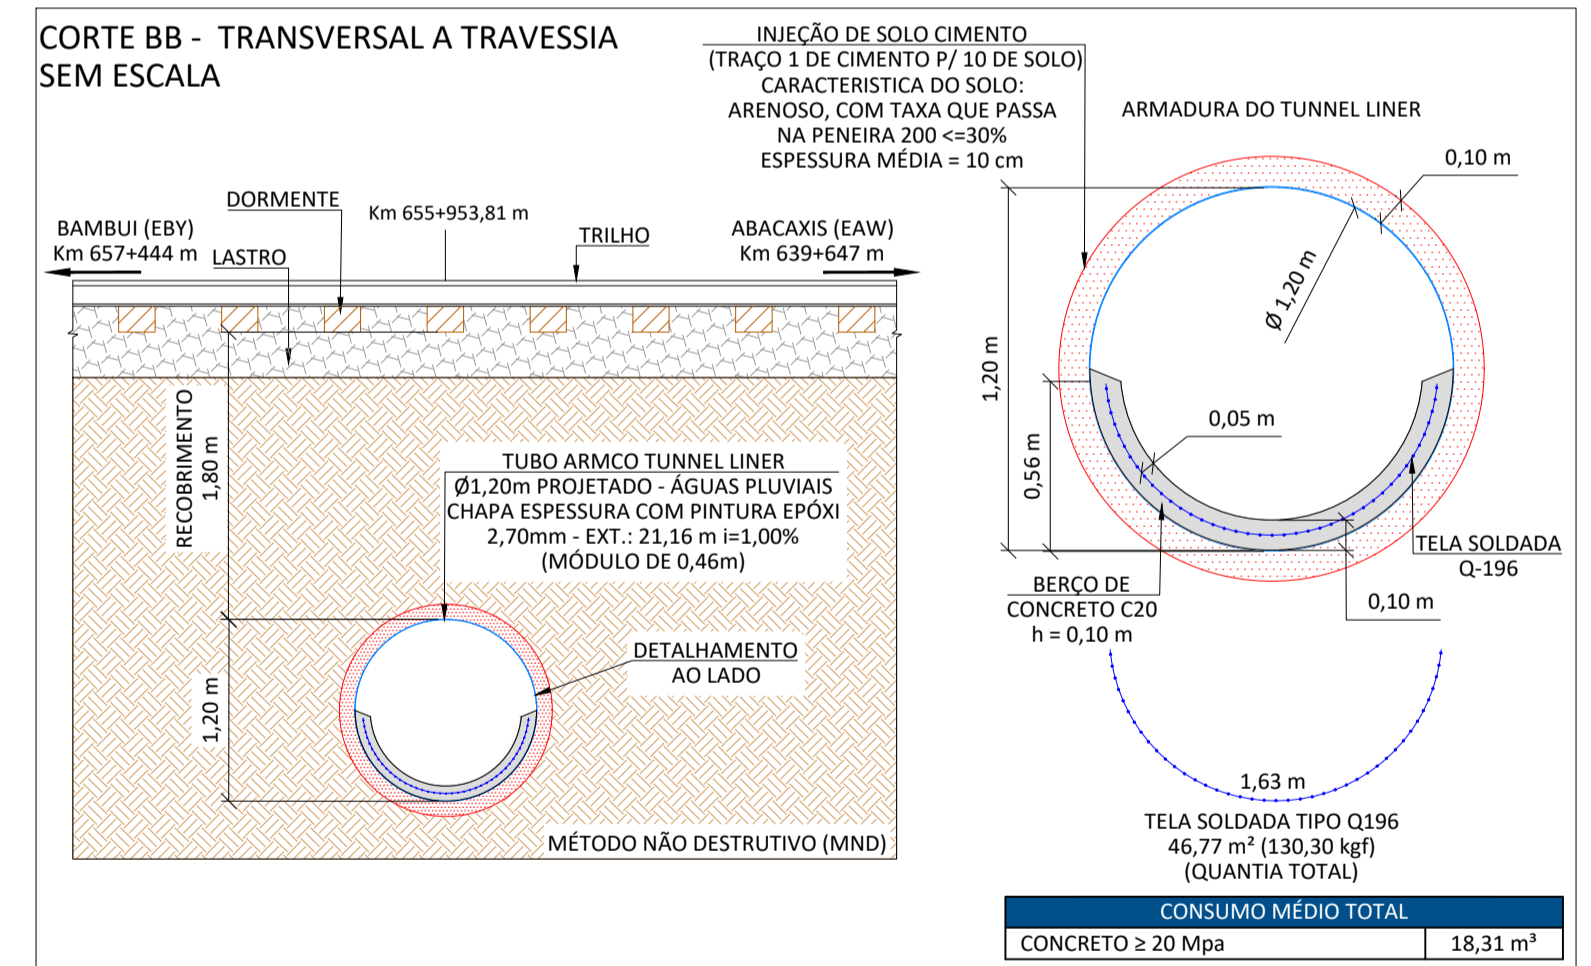 CORTE BB - TRANSVERSAL A TRAVESSIA
SEM ESCALA
INJEÇÃO DE SOLO CIMENTO
(TRAÇO 1 DE CIMENTO P/ 10 DE SOLO)
CARACTERISTICA DO SOLO:
ARENOSO, COM TAXA QUE PASSA
NA PENEIRA 200 <=30%
ESPESSURA MÉDIA = 10 cm
ARMADURA DO TUNNEL LINER
0,10 m
DORMENTE
Km 655+953,81 m
BAMBUI (EBY)
Km 657+444 m
LASTRO
TRILHO
ABACAXIS (EAW)
Km 639+647 m
Ø 1,20 m
1,20 m
0,05 m
0,56 m
RECOBRIMENTO
1,80 m
TUBO ARMCO TUNNEL LINER
Ø1,20m PROJETADO - ÁGUAS PLUVIAIS
CHAPA ESPESSURA COM PINTURA EPÓXI
2,70mm - EXT.: 21,16 m i=1,00%
(MÓDULO DE 0,46m)
TELA SOLDADA
Q-196
BERÇO DE
CONCRETO C20
h = 0,10 m
0,10 m
DETALHAMENTO
AO LADO
1,20 m
1,63 m
TELA SOLDADA TIPO Q196
46,77 m² (130,30 kgf)
(QUANTIA TOTAL)
MÉTODO NÃO DESTRUTIVO (MND)
CONSUMO MÉDIO TOTAL
CONCRETO ≥ 20 Mpa 18,31 m³